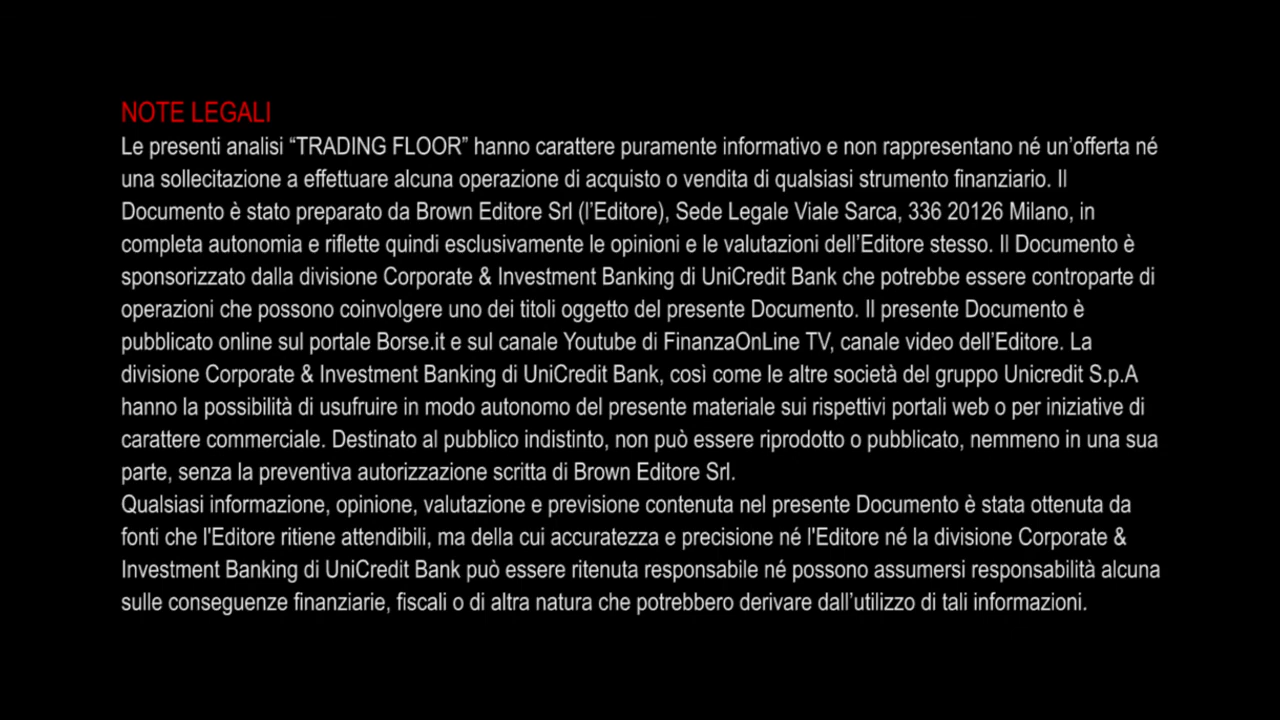 NOTE LEGALI
Le presenti analisi “TRADING FLOOR” hanno carattere puramente informativo e non rappresentano né un’offerta né
una sollecitazione a effettuare alcuna operazione di acquisto o vendita di qualsiasi strumento finanziario. Il
Documento è stato preparato da Brown Editore Srl (l’Editore), Sede Legale Viale Sarca, 336 20126 Milano, in
completa autonomia e riflette quindi esclusivamente le opinioni e le valutazioni dell’Editore stesso. Il Documento è
sponsorizzato dalla divisione Corporate & Investment Banking di UniCredit Bank che potrebbe essere controparte di
operazioni che possono coinvolgere uno dei titoli oggetto del presente Documento. Il presente Documento è
pubblicato online sul portale Borse.it e sul canale Youtube di FinanzaOnLine TV, canale video dell’Editore. La
divisione Corporate & Investment Banking di UniCredit Bank, così come le altre società del gruppo Unicredit S.p.A
hanno la possibilità di usufruire in modo autonomo del presente materiale sui rispettivi portali web o per iniziative di
carattere commerciale. Destinato al pubblico indistinto, non può essere riprodotto o pubblicato, nemmeno in una sua
parte, senza la preventiva autorizzazione scritta di Brown Editore Srl.
Qualsiasi informazione, opinione, valutazione e previsione contenuta nel presente Documento è stata ottenuta da
fonti che l'Editore ritiene attendibili, ma della cui accuratezza e precisione né l'Editore né la divisione Corporate &
Investment Banking di UniCredit Bank può essere ritenuta responsabile né possono assumersi responsabilità alcuna
sulle conseguenze finanziarie, fiscali o di altra natura che potrebbero derivare dall’utilizzo di tali informazioni.